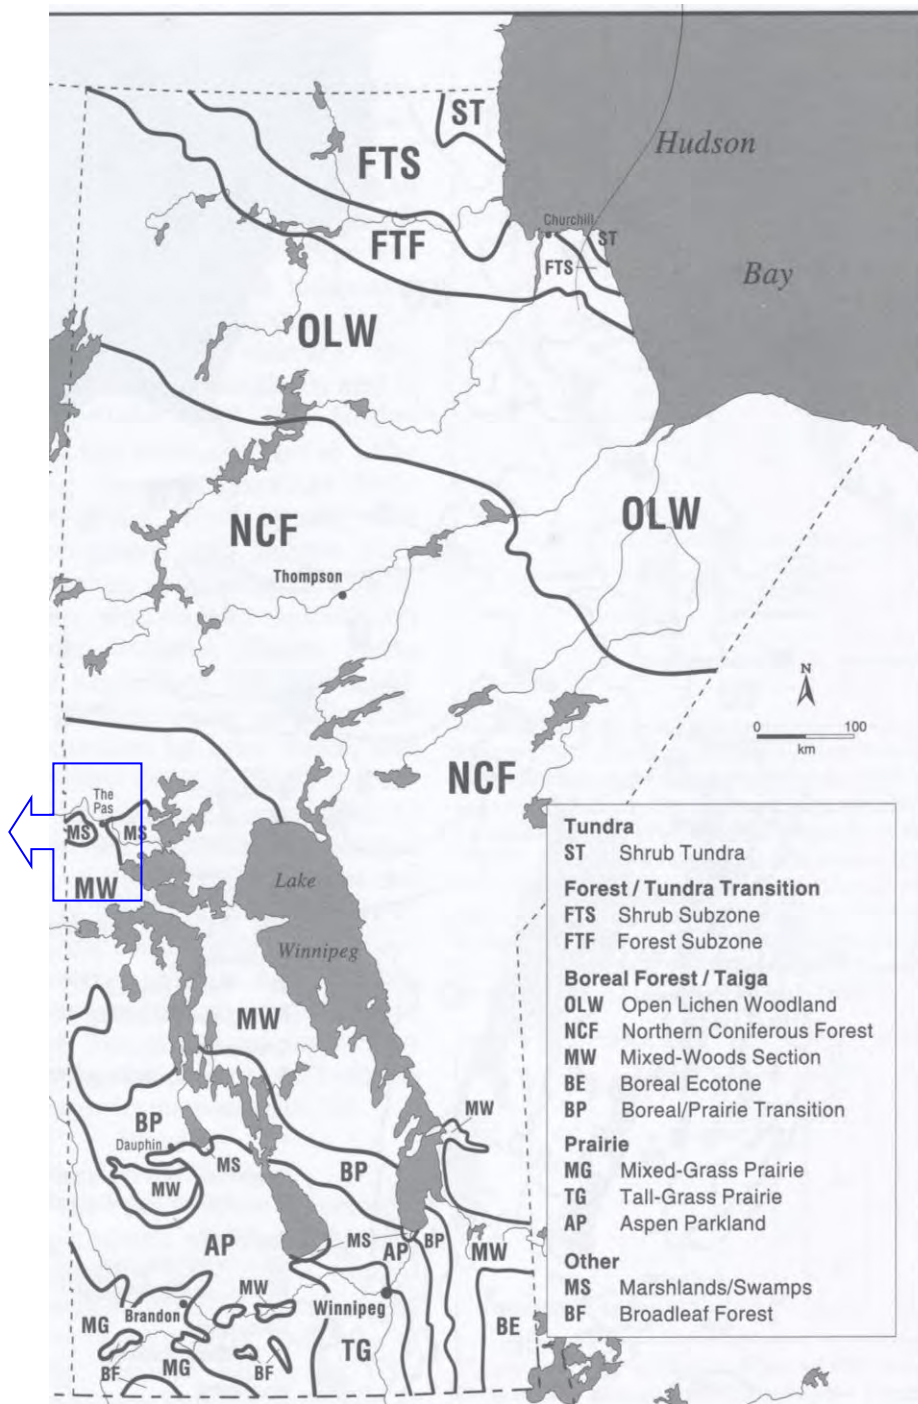 ST
FTS
Hudson
Churchill
FTF
ST
FTS
Bay
OLW
OLW
NCF
Thompson
N
0 100
km
NCF
The
Pas
MS
MS
MW
Lake
Winnipeg
MW
MW
BP
Dauphin
MS
BP
MW
AP
MS
AP
BP
MW
MW
MG
Brandon
Winnipeg
BE
TG
MG
BF
BF
Tundra
ST Shrub Tundra
Forest / Tundra Transition
FTS Shrub Subzone
FTF Forest Subzone
Boreal Forest / Taiga
OLW Open Lichen Woodland
NCF Northern Coniferous Forest
MW Mixed-Woods Section
BE Boreal Ecotone
BP Boreal/Prairie Transition
Prairie
MG Mixed-Grass Prairie
TG Tall-Grass Prairie
AP Aspen Parkland
Other
MS Marshlands/Swamps
BF Broadleaf Forest